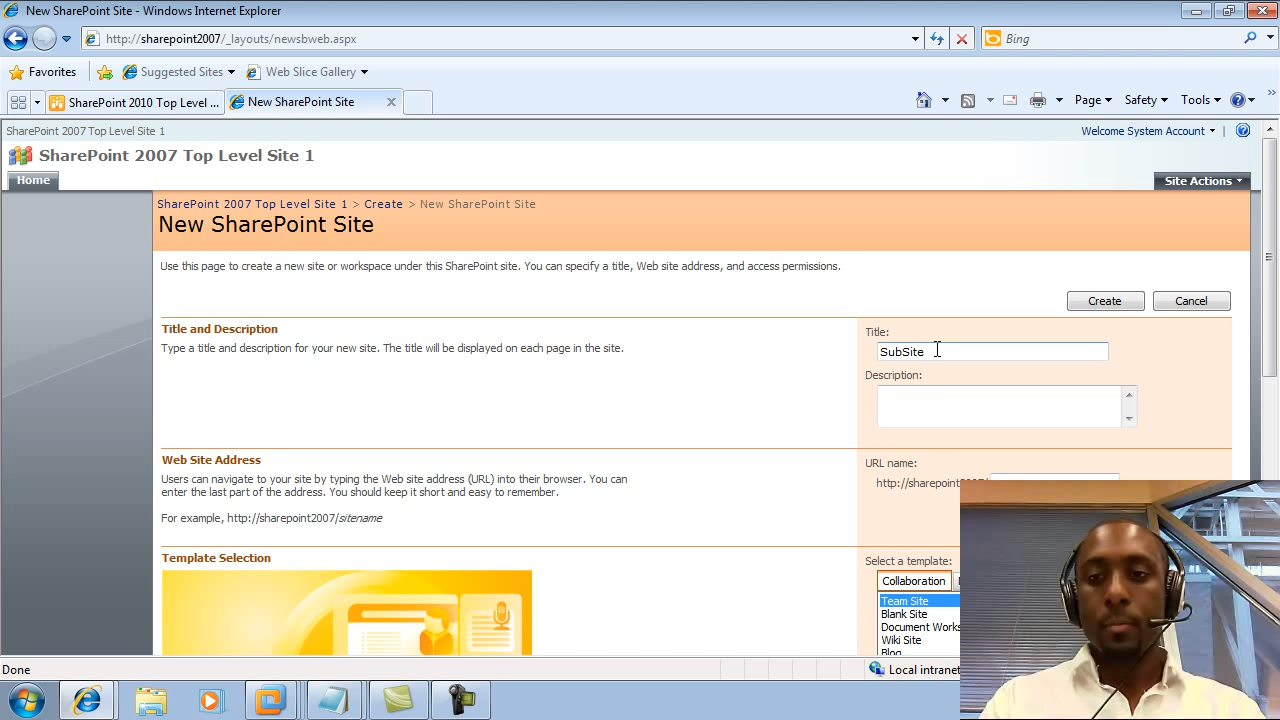 New SharePoint Site - Windows Internet Explorer
http://sharepoint2007/_layouts/newsbweb.aspx
Bing
Favorites
Suggested Sites
Web Slice Gallery
SharePoint 2010 Top Level ...
New SharePoint Site
Page
Safety
Tools
SharePoint 2007 Top Level Site 1
Welcome System Account
SharePoint 2007 Top Level Site 1
Home
Site Actions
SharePoint 2007 Top Level Site 1 > Create > New SharePoint Site
New SharePoint Site
Use this page to create a new site or workspace under this SharePoint site. You can specify a title, Web site address, and access permissions.
Create
Cancel
Title and Description
Type a title and description for your new site. The title will be displayed on each page in the site.
Title:
SubSite
Description:
Web Site Address
Users can navigate to your site by typing the Web site address (URL) into their browser. You can
enter the last part of the address. You should keep it short and easy to remember.
For example, http://sharepoint2007/sitename
URL name:
Template Selection
Select a template:
Collaboration
Team Site
Blank Site
Document
Wiki Site
Blog
Done
Local intranet